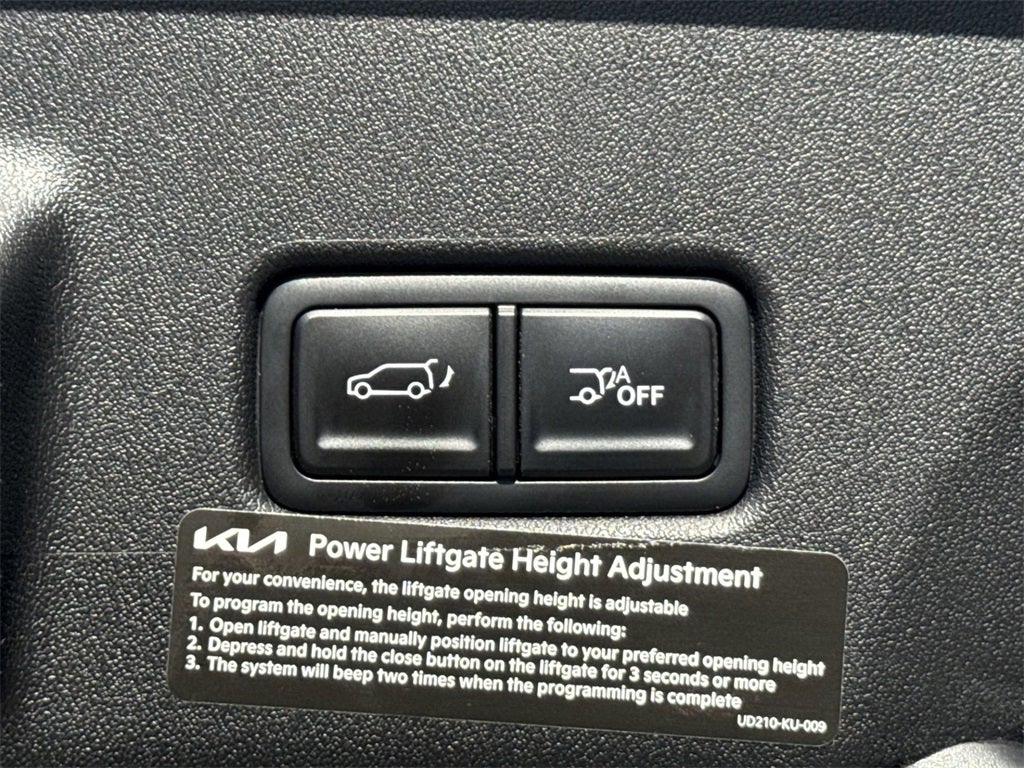 A
OFF
KIA Power Liftgate Height Adjustment
For your convenience, the liftgate opening height is adjustable
To program the opening height, perform the following:
1. Open liftgate and manually position liftgate to your preferred opening height
2. Depress and hold the close button on the liftgate for 3 seconds or more
3. The system will beep two times when the programming is complete
UD210-KU-009